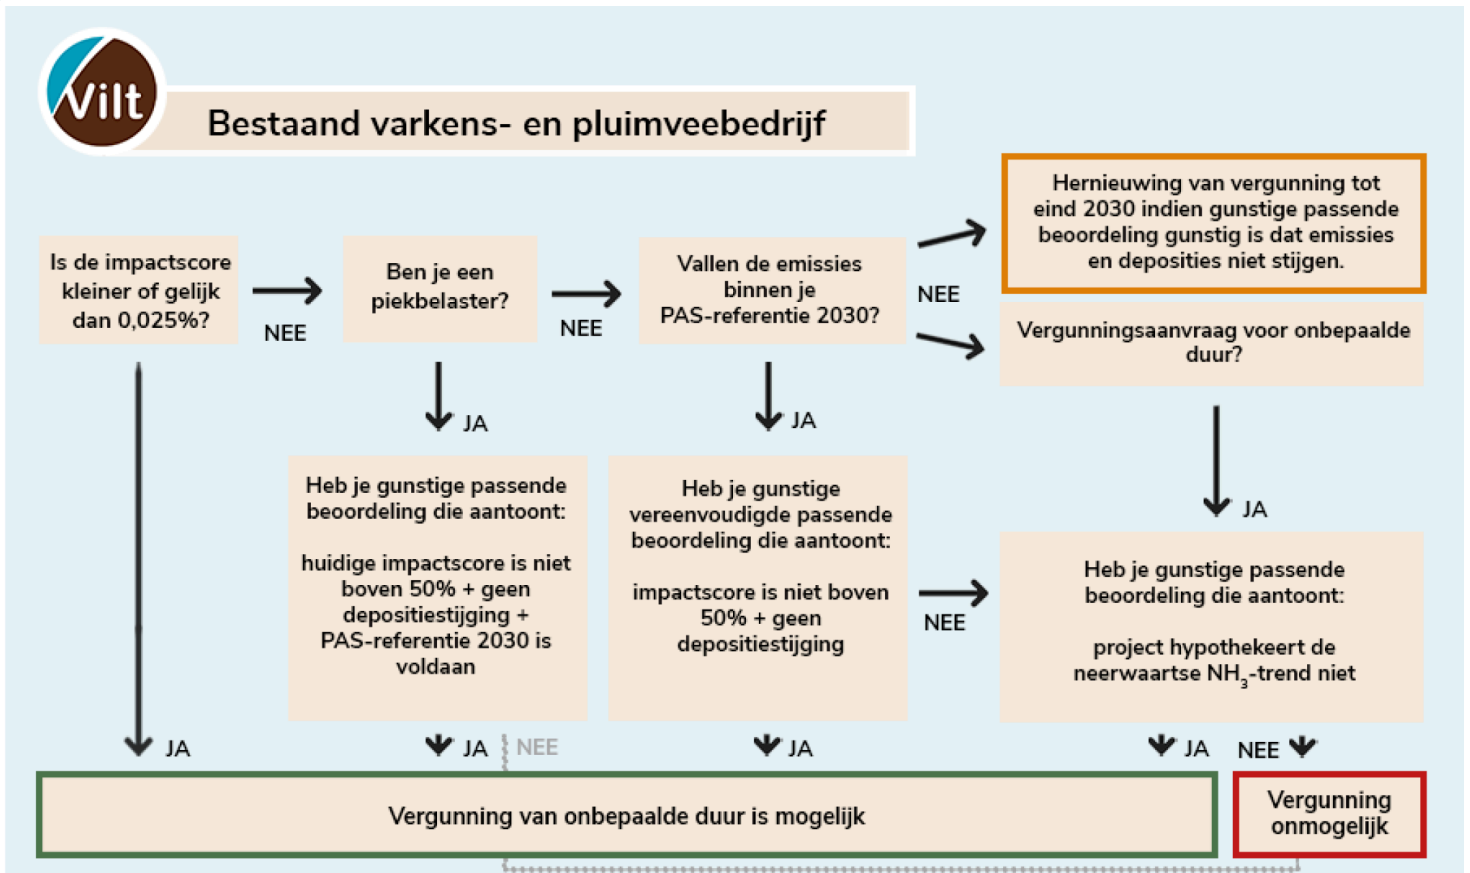 Vilt
Bestaand varkens- en pluimveebedrijf
Is de impactscore
kleiner of gelijk
dan 0,025%?
NEE
Ben je een
piekbelaster?
NEE
Vallen de emissies
binnen je
PAS-referentie 2030?
NEE
Hernieuwing van vergunning tot
eind 2030 indien gunstige passende
beoordeling gunstig is dat emissies
en deposities niet stijgen.
Vergunningsaanvraag voor onbepaalde
duur?
JA
JA
JA
Heb je gunstige passende
beoordeling die aantoont:
huidige impactscore is niet
boven 50% + geen
depositiestijging +
PAS-referentie 2030 is
voldaan
Heb je gunstige
vereenvoudigde passende
beoordeling die aantoont:
impactscore is niet boven
50% + geen
depositiestijging
NEE
Heb je gunstige passende
beoordeling die aantoont:
project hypothekeert de
neerwaartse NH₃-trend niet
JA
JA
NEE
JA
JA
NEE
Vergunning van onbepaalde duur is mogelijk
Vergunning
onmogelijk